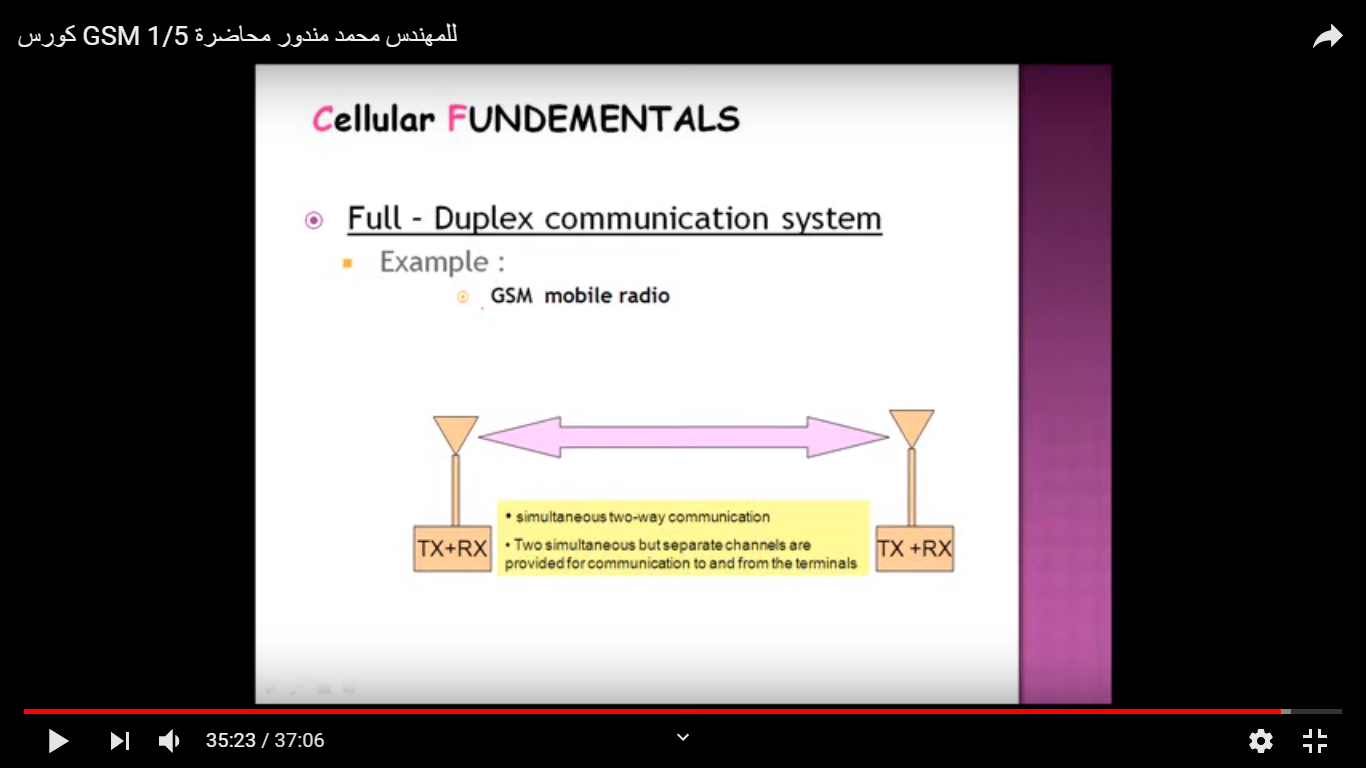 كورس GSM 1/5 للمهندس محمد مندور محاضرة
Cellular FUNDEMENTALS
Full - Duplex communication system
Example :
GSM mobile radio
• simultaneous two-way communication
• Two simultaneous but separate channels are
provided for communication to and from the terminals
TX+RX
TX +RX
35:23 / 37:06